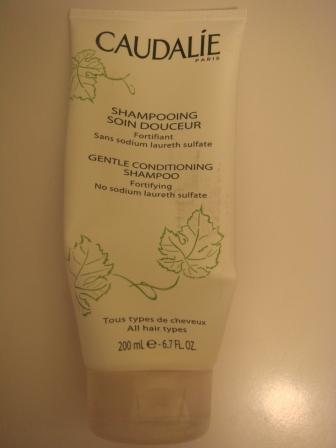 CAUDALÍE
PARIS
SHAMPOOING
SOIN DOUCEUR
Fortifiant
Sans sodium laureth sulfate
GENTLE CONDITIONING
SHAMPOO
Fortifying
No sodium laureth sulfate
Tous types de cheveux
All hair types
200 mL ℮ - 6.7 FL. OZ.